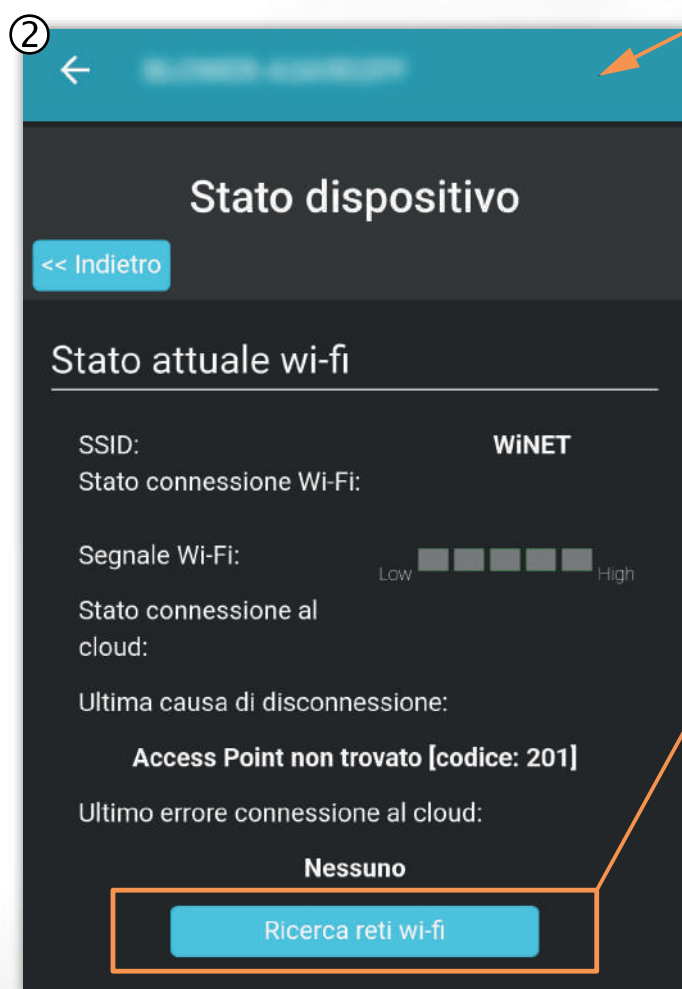 2
Stato dispositivo
<< Indietro
Stato attuale wi-fi
SSID: WiNET
Stato connessione Wi-Fi:
Segnale Wi-Fi: Low High
Stato connessione al
cloud:
Ultima causa di disconnessione:
Access Point non trovato [codice: 201]
Ultimo errore connessione al cloud:
Nessuno
Ricerca reti wi-fi